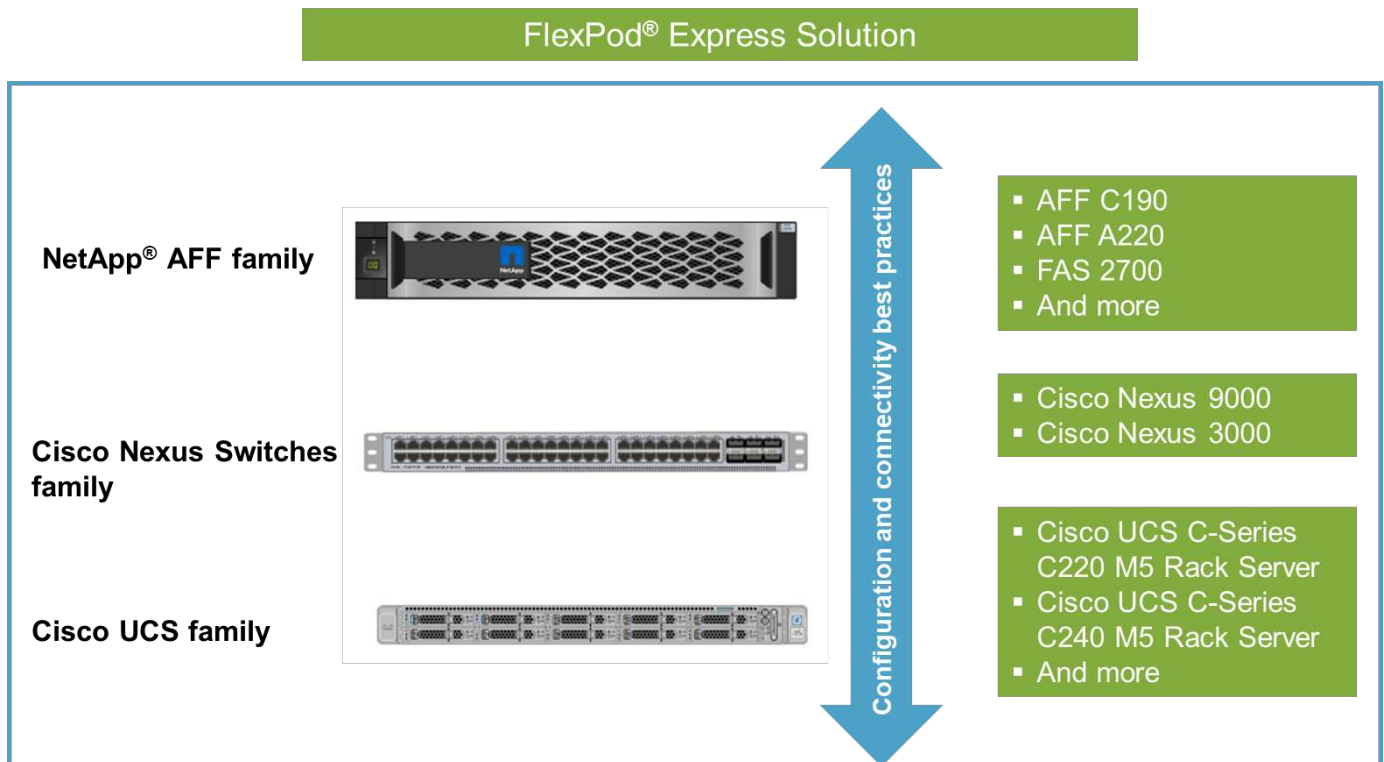 FlexPod® Express Solution
NetApp® AFF family
NetApp
Configuration and connectivity best practices
▪ AFF C190
▪ AFF A220
▪ FAS 2700
▪ And more
Cisco Nexus Switches
family
▪ Cisco Nexus 9000
▪ Cisco Nexus 3000
Cisco UCS family
▪ Cisco UCS C-Series
C220 M5 Rack Server
▪ Cisco UCS C-Series
C240 M5 Rack Server
▪ And more